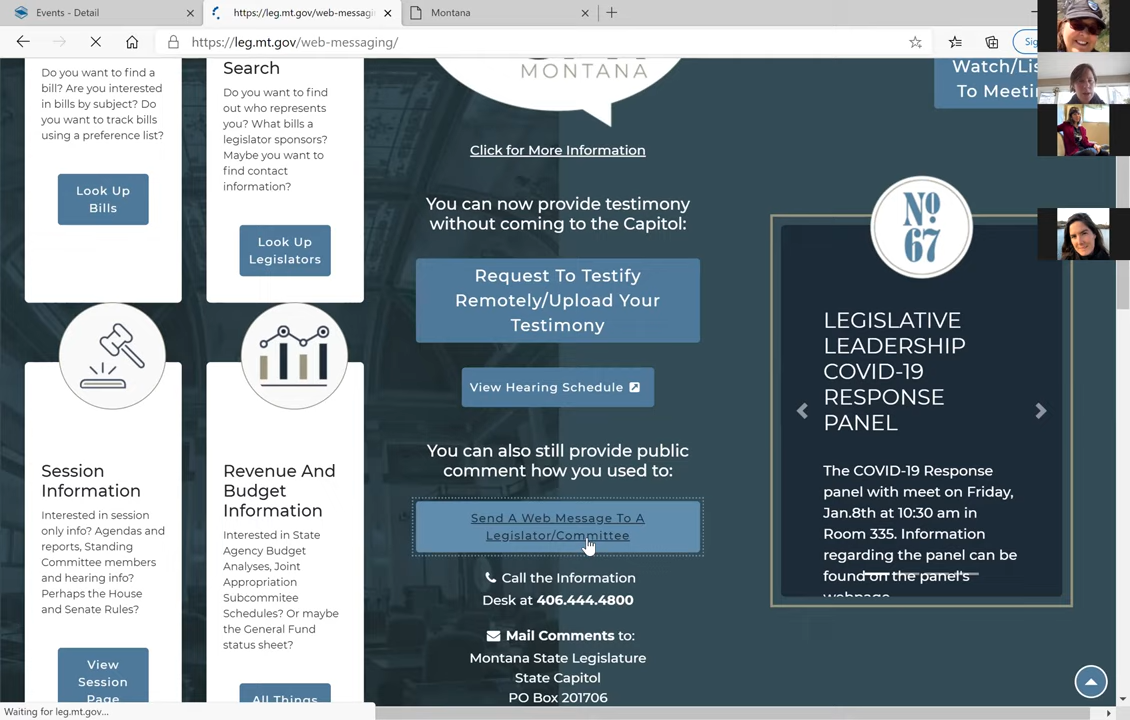 Events - Detail
https://leg.mt.gov/web-messagin
Montana
https://leg.mt.gov/web-messaging/
Do you want to find a
bill? Are you interested
in bills by subject? Do
you want to track bills
using a preference list?
Look Up
Bills
Search
Do you want to find
out who represents
you? What bills a
legislator sponsors?
Maybe you want to
find contact
information?
Look Up
Legislators
MONTANA
Click for More Information
You can now provide testimony
without coming to the Capitol:
Request To Testify
Remotely/Upload Your
Testimony
View Hearing Schedule
You can also still provide public
comment how you used to:
Send A Web Message To A
Legislator/Committee
Call the Information
Desk at 406.444.4800
Mail Comments to:
Montana State Legislature
State Capitol
PO Box 201706
To Meetin
No.
67
LEGISLATIVE
LEADERSHIP
COVID-19
RESPONSE
PANEL
The COVID-19 Response
panel with meet on Friday,
Jan.8th at 10:30 am in
Room 335. Information
regarding the panel can be
found on the panel's
webpage.
Session
Information
Interested in session
only info? Agendas and
reports, Standing
Committee members
and hearing info?
Perhaps the House
and Senate Rules?
View
Session
Page
Revenue And
Budget
Information
Interested in State
Agency Budget
Analyses, Joint
Appropriation
Subcommitee
Schedules? Or maybe
the General Fund
status sheet?
All Things
Waiting for leg.mt.gov...